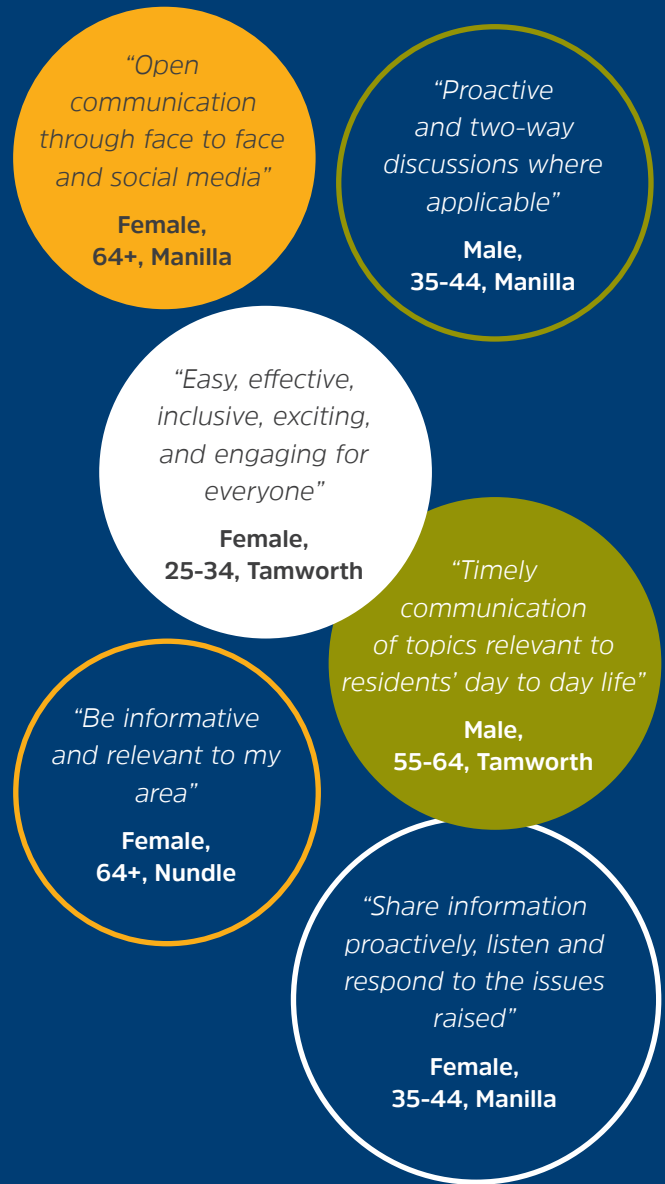 “Open
communication
through face to face
and social media”
Female,
64+, Manilla
“Proactive
and two-way
discussions where
applicable”
Male,
35-44, Manilla
“Easy, effective,
inclusive, exciting,
and engaging for
everyone”
Female,
25-34, Tamworth
“Timely
communication
of topics relevant to
residents’ day to day life”
Male,
55-64, Tamworth
“Be informative
and relevant to my
area”
Female,
64+, Nundle
“Share information
proactively, listen and
respond to the issues
raised”
Female,
35-44, Manilla